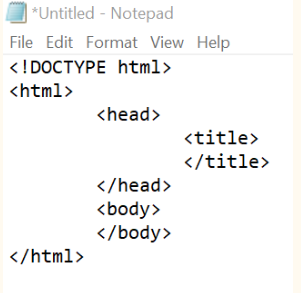 *Untitled - Notepad
File Edit Format View Help
<!DOCTYPE html>
<html>
<head>
<title>
</title>
</head>
<body>
</body>
</html>